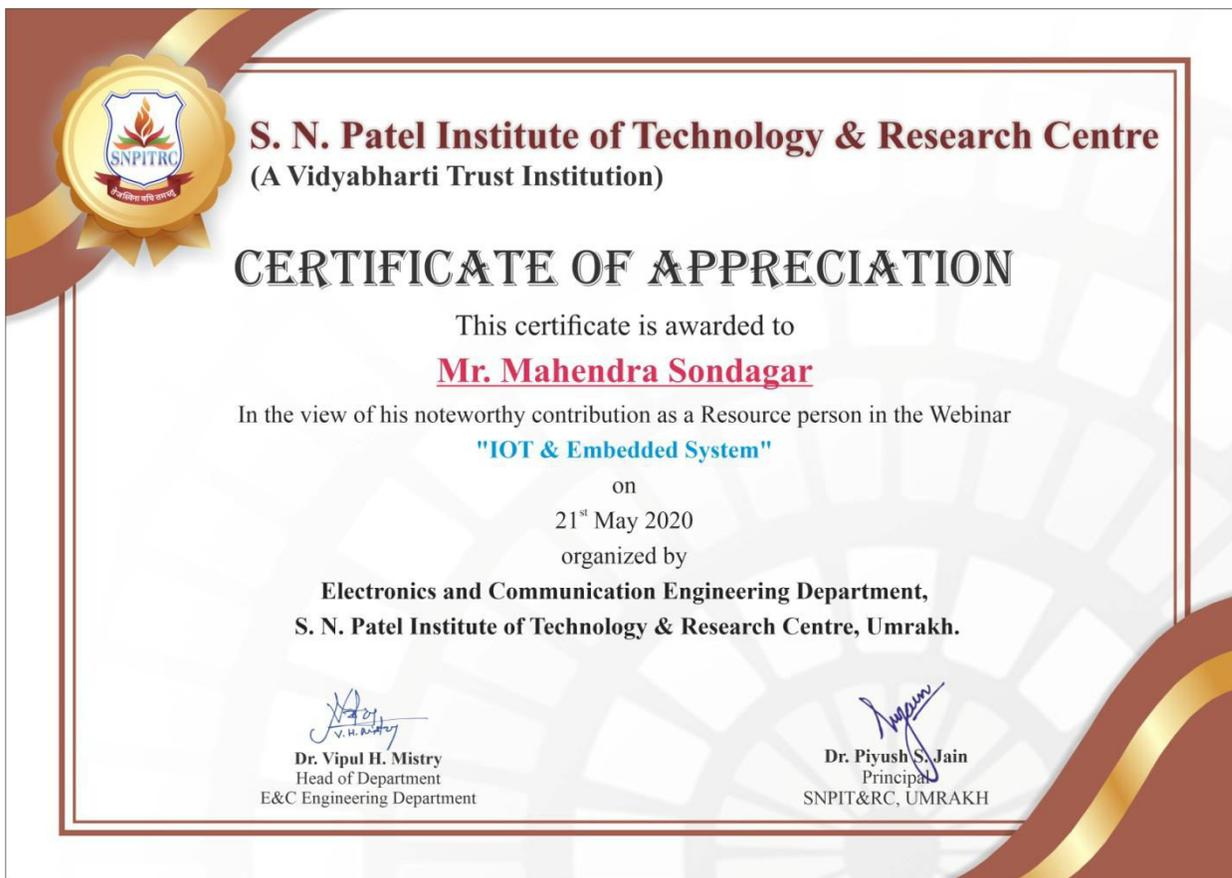 SNPITRC
S. N. Patel Institute of Technology & Research Centre
(A Vidyabharti Trust Institution)
CERTIFICATE OF APPRECIATION
This certificate is awarded to
Mr. Mahendra Sondagar
In the view of his noteworthy contribution as a Resource person in the Webinar
"IOT & Embedded System"
on
21st May 2020
organized by
Electronics and Communication Engineering Department,
S. N. Patel Institute of Technology & Research Centre, Umrakh.
V. H. Mistry
Dr. Vipul H. Mistry
Head of Department
E&C Engineering Department
Dr. Piyush S. Jain
Principal
SNPIT&RC, UMRAKH